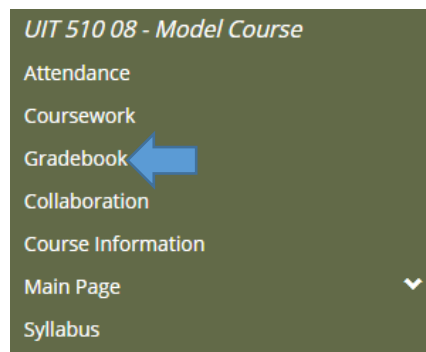 UIT 510 08 - Model Course
Attendance
Coursework
Gradebook
Collaboration
Course Information
Main Page
Syllabus